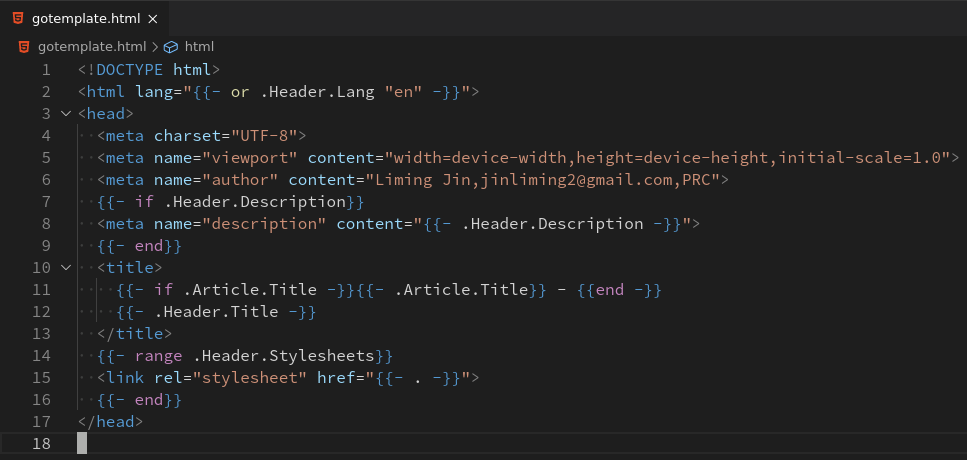 gotemplate.html ×
gotemplate.html > html
1 <!DOCTYPE html>
2 <html lang="{{- or .Header.Lang "en" -}}">
3 <head>
4 <meta charset="UTF-8">
5 <meta name="viewport" content="width=device-width,height=device-height,initial-scale=1.0">
6 <meta name="author" content="Liming Jin,jinliming2@gmail.com,PRC">
7 {{- if .Header.Description}}
8 <meta name="description" content="{{- .Header.Description -}}">
9 {{- end}}
10 <title>
11 {{- if .Article.Title -}}{{- .Article.Title}} - {{end -}}
12 {{- .Header.Title -}}
13 </title>
14 {{- range .Header.Stylesheets}}
15 <link rel="stylesheet" href="{{- . -}}">
16 {{- end}}
17 </head>
18